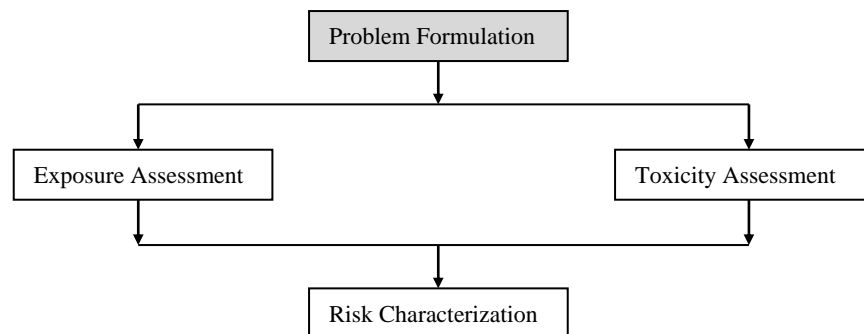 Problem Formulation
Exposure Assessment
Toxicity Assessment
Risk Characterization